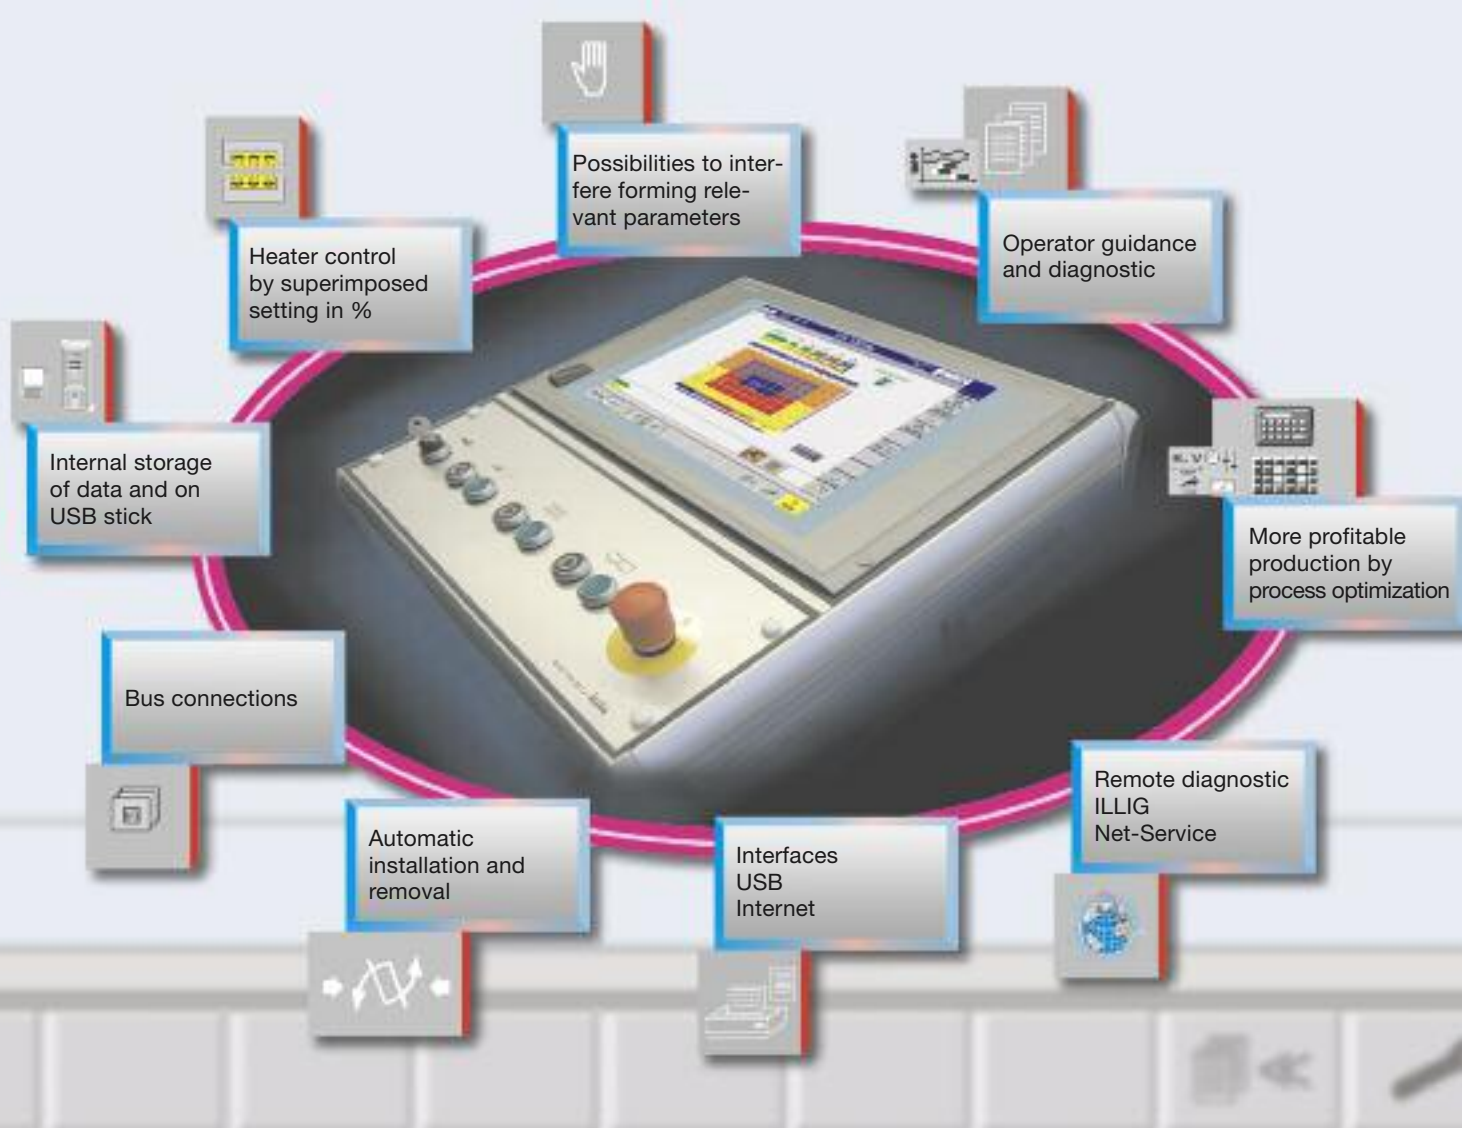 Possibilities to inter-
fere forming rele-
vant parameters
Operator guidance
and diagnostic
Heater control
by superimposed
setting in %
Internal storage
of data and on
USB stick
More profitable
production by
process optimization
Bus connections
Remote diagnostic
ILLIG
Net-Service
Automatic
installation and
removal
Interfaces
USB
Internet